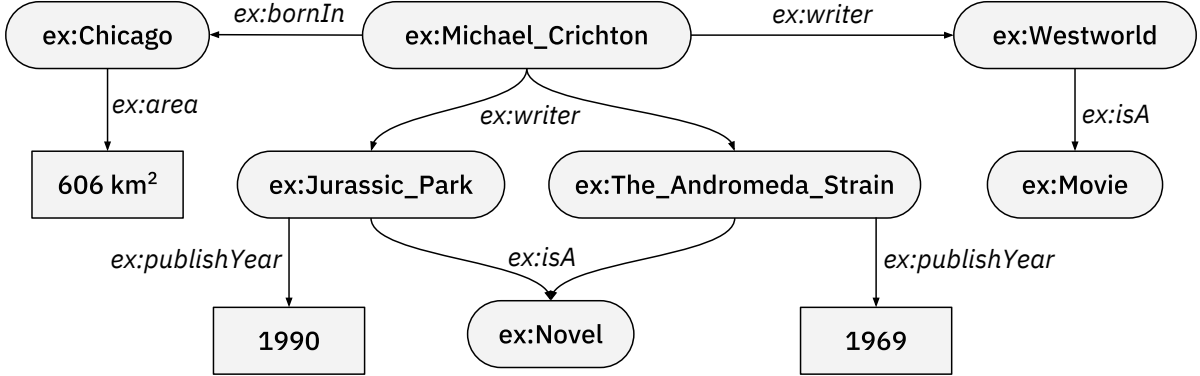 ex:bornIn
ex:writer
ex:Chicago
ex:Michael_Crichton
ex:Westworld
ex:area
ex:writer
ex:isA
606 km²
ex:Jurassic_Park
ex:The_Andromeda_Strain
ex:Movie
ex:publishYear
ex:isA
ex:publishYear
1990
ex:Novel
1969